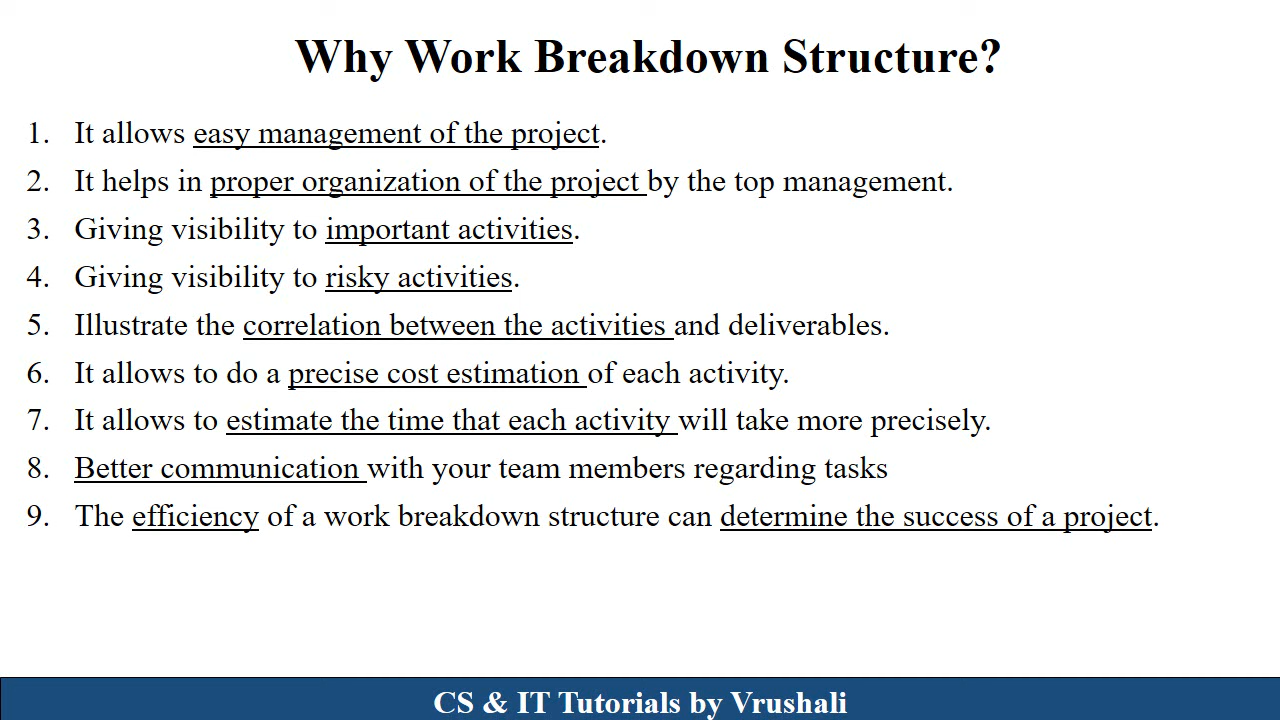 Why Work Breakdown Structure?
1. It allows easy management of the project.
2. It helps in proper organization of the project by the top management.
3. Giving visibility to important activities.
4. Giving visibility to risky activities.
5. Illustrate the correlation between the activities and deliverables.
6. It allows to do a precise cost estimation of each activity.
7. It allows to estimate the time that each activity will take more precisely.
8. Better communication with your team members regarding tasks
9. The efficiency of a work breakdown structure can determine the success of a project.
CS & IT Tutorials by Vrushali